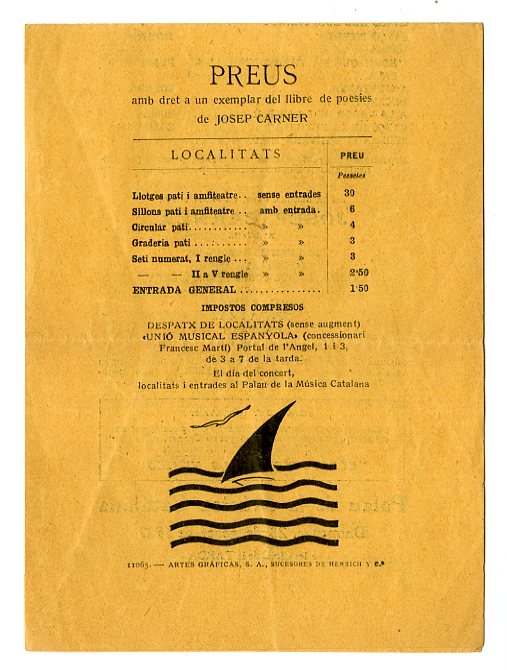 PREUS
amb dret a un exemplar del llibre de poesies
de JOSEP CARNER
LOCALITATS PREU
Pessetes
Llotges pati i amfiteatre . . sense entrades 30
Sillons pati i amfiteatre . . amb entrada. 6
Circular pati. . . . . . . . . . . . » » 4
Graderia pati . . . . . . . . . . » » 3
Seti numerat, I rengle . . . » » 3
— — II a V rengle » » 2'50
ENTRADA GENERAL . . . . . . . . . . . . . . . . 1'50
IMPOSTOS COMPRESOS
DESPATX DE LOCALITATS (sense augment)
«UNIÓ MUSICAL ESPANYOLA» (concessionari
Francesc Martí) Portal de l'Angel, 1 i 3,
de 3 a 7 de la tarda.
El dia del concert,
localitats i entrades al Palau de la Música Catalana
11065. — ARTES GRÁFICAS, S. A., SUCESORES DE HENRICH Y C.ª